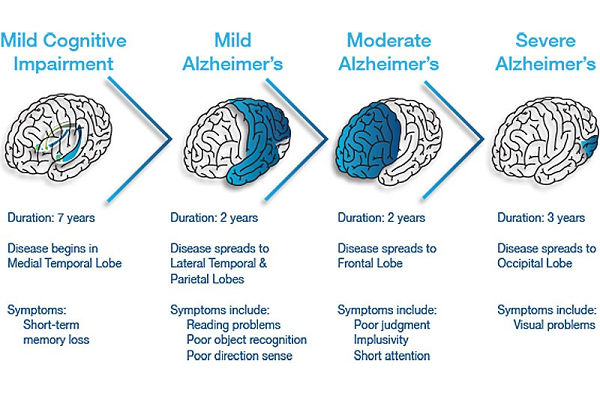 Mild Cognitive
Impairment
Duration: 7 years
Disease begins in
Medial Temporal Lobe
Symptoms:
Short-term
memory loss
Mild
Alzheimer's
Duration: 2 years
Disease spreads to
Lateral Temporal &
Parietal Lobes
Symptoms include:
Reading problems
Poor object recognition
Poor direction sense
Moderate
Alzheimer's
Duration: 2 years
Disease spreads to
Frontal Lobe
Symptoms include:
Poor judgment
Implusivity
Short attention
Severe
Alzheimer's
Duration: 3 years
Disease spreads to
Occipital Lobe
Symptoms include:
Visual problems